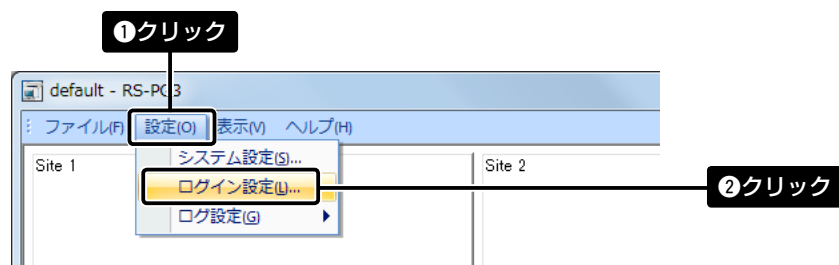 ❶クリック
default - RS-PC3
ファイル(F) 設定(O) 表示(V) ヘルプ(H)
Site 1
システム設定(S)...
Site 2
ログイン設定(L)...
❷クリック
ログ設定(G)